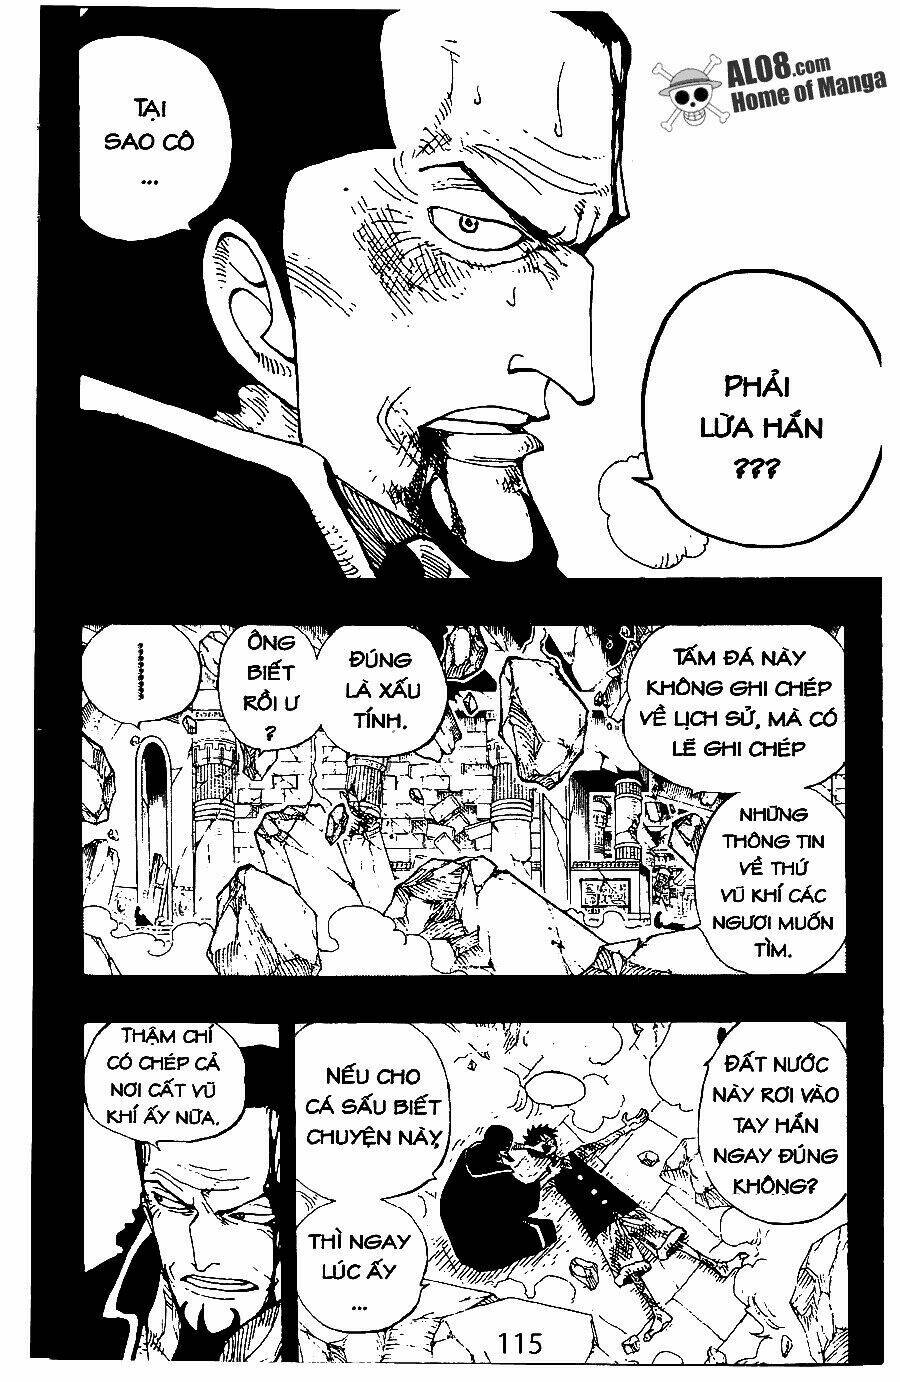 ALO8.com
Home of Manga
TẠI
SAO CÔ
...
PHẢI
LỪA HẮN
???
.........
ÔNG
BIẾT
RỒI Ư
?
ĐÚNG
LÀ XẤU
TÍNH.
TẤM ĐÁ NÀY
KHÔNG GHI CHÉP
VỀ LỊCH SỬ, MÀ CÓ
LẼ GHI CHÉP
NHỮNG
THÔNG TIN
VỀ THỨ
VŨ KHÍ CÁC
NGƯƠI MUỐN
TÌM.
THẬM CHÍ
CÓ CHÉP CẢ
NƠI CẤT VŨ
KHÍ ẤY NỮA.
NẾU CHO
CÁ SẤU BIẾT
CHUYỆN NÀY,
THÌ NGAY
LÚC ẤY
...
ĐẤT NƯỚC
NÀY RƠI VÀO
TAY HẮN
NGAY ĐÚNG
KHÔNG?
115